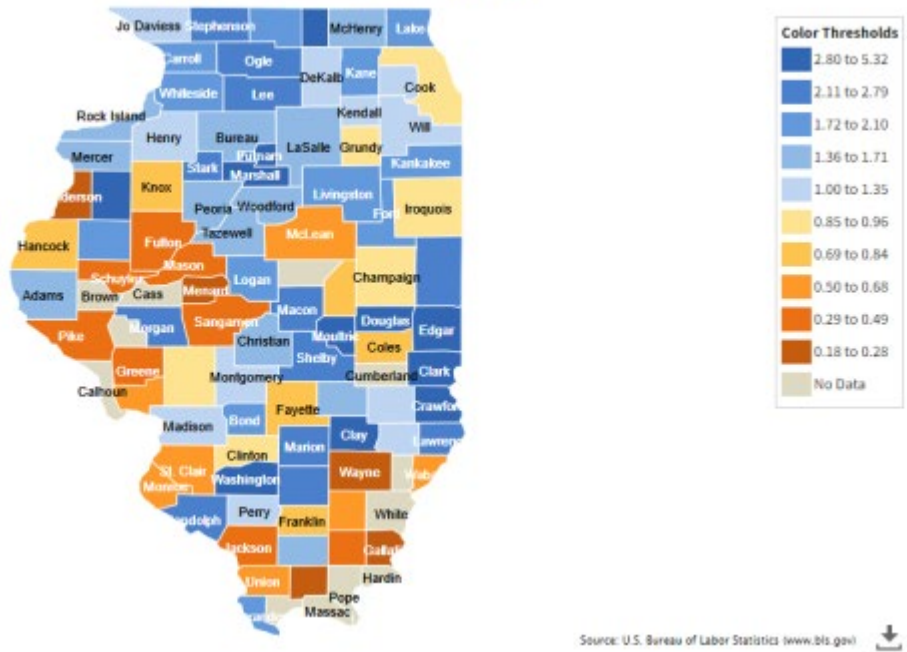 Jo Daviess Stephenson McHenry Lake
Carroll Ogle DeKalb Kane Cook
Whiteside Lee
Rock Island Kendall Will
Henry Bureau LaSalle Grundy
Mercer Stark Putnam Kankakee
Marshall
derson Knox Livingston
Peoria Woodford Ford Iroquois
Hancock Fulton Tazewell McLean
Mason
Schuyler Logan Champaign
Adams Brown Cass Menard
Macon
Pike Morgan Sangamon Douglas Edgar
Christian Moultrie
Coles
Greene Shelby
Montgomery Cumberland Clark
Calhoun
Fayette Crawford
Madison Bond
Clay Lawrenc
Clinton Marion
St. Clair Wayne Wab
Monroe Washington
ndolph Perry Franklin White
Jackson Gallat
Union Hardin
Pope
Massac
Color Thresholds
2.80 to 5.32
2.11 to 2.79
1.72 to 2.10
1.36 to 1.71
1.00 to 1.35
0.85 to 0.96
0.69 to 0.84
0.50 to 0.68
0.29 to 0.49
0.18 to 0.28
No Data
Source: U.S. Bureau of Labor Statistics (www.bls.gov)